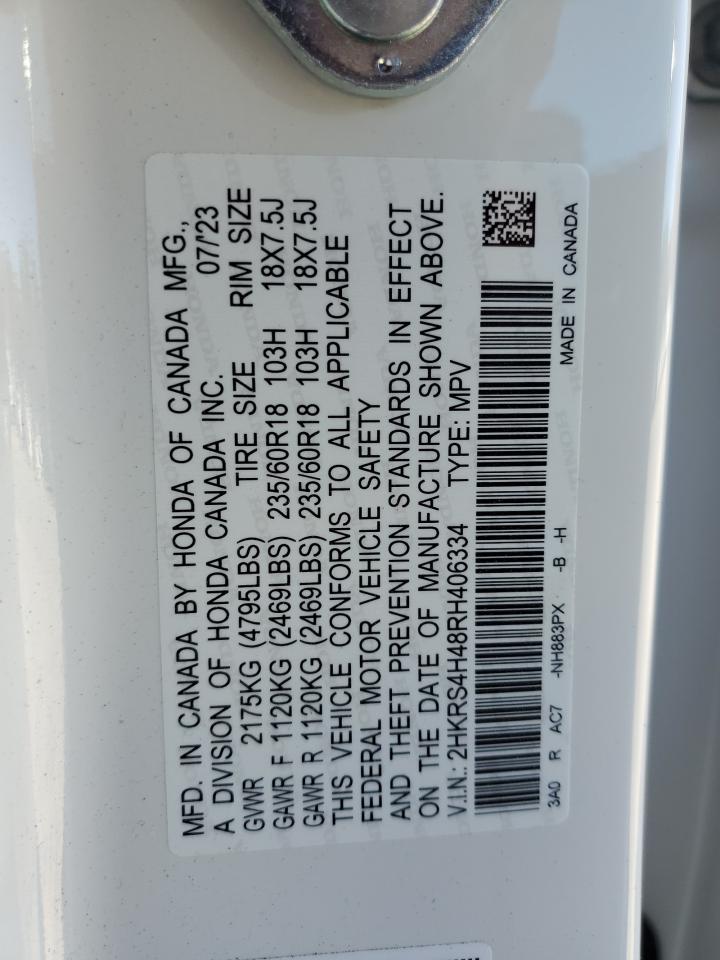 MFD. IN CANADA BY HONDA OF CANADA MFG.,
A DIVISION OF HONDA CANADA INC. 07/'23
GVWR 2175KG (4795LBS) TIRE SIZE RIM SIZE
GAWR F 1120KG (2469LBS) 235/60R18 103H 18X7.5J
GAWR R 1120KG (2469LBS) 235/60R18 103H 18X7.5J
THIS VEHICLE CONFORMS TO ALL APPLICABLE
FEDERAL MOTOR VEHICLE SAFETY
AND THEFT PREVENTION STANDARDS IN EFFECT
ON THE DATE OF MANUFACTURE SHOWN ABOVE.
V.I.N.: 2HKRS4H48RH406334 TYPE: MPV
3A0 R AC7 -NH883PX -B -H
MADE IN CANADA